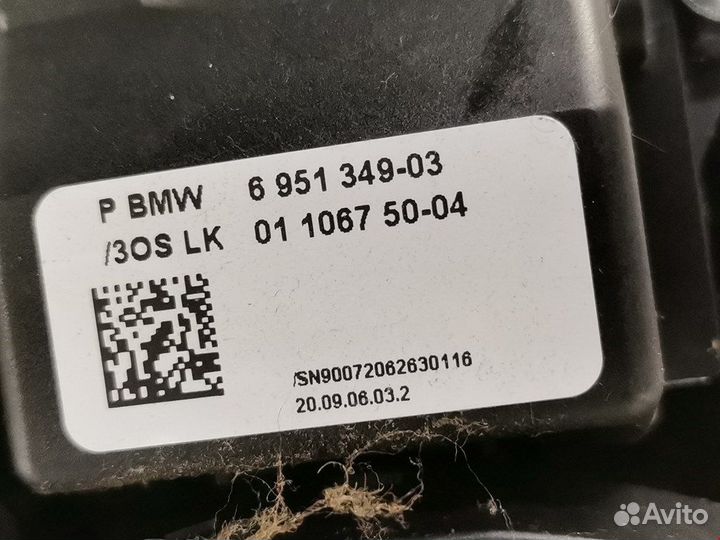 P BMW 6 951 349-03
/3OS LK 01 1067 50-04
/SN90072062630116
20.09.06.03.2
Avito